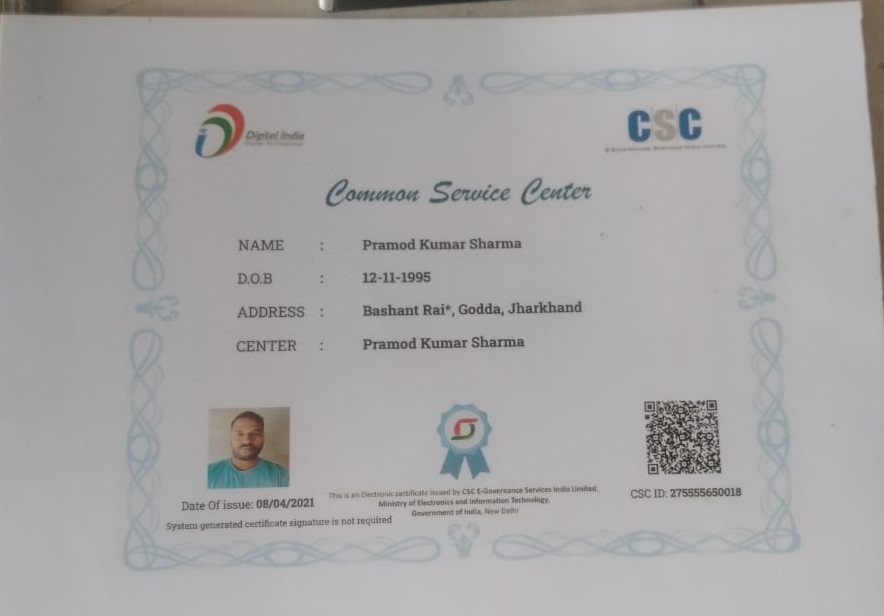 Digital India
Power To Empower
CSC
Common Service Center
NAME : Pramod Kumar Sharma
D.O.B : 12-11-1995
ADDRESS : Bashant Rai*, Godda, Jharkhand
CENTER : Pramod Kumar Sharma
Date Of issue: 08/04/2021
System generated certificate signature is not required
This is an Electronic certificate issued by CSC E-Governance Services India Limited,
Ministry of Electronics and Information Technology,
Government of India, New Delhi
CSC ID: 275555650018